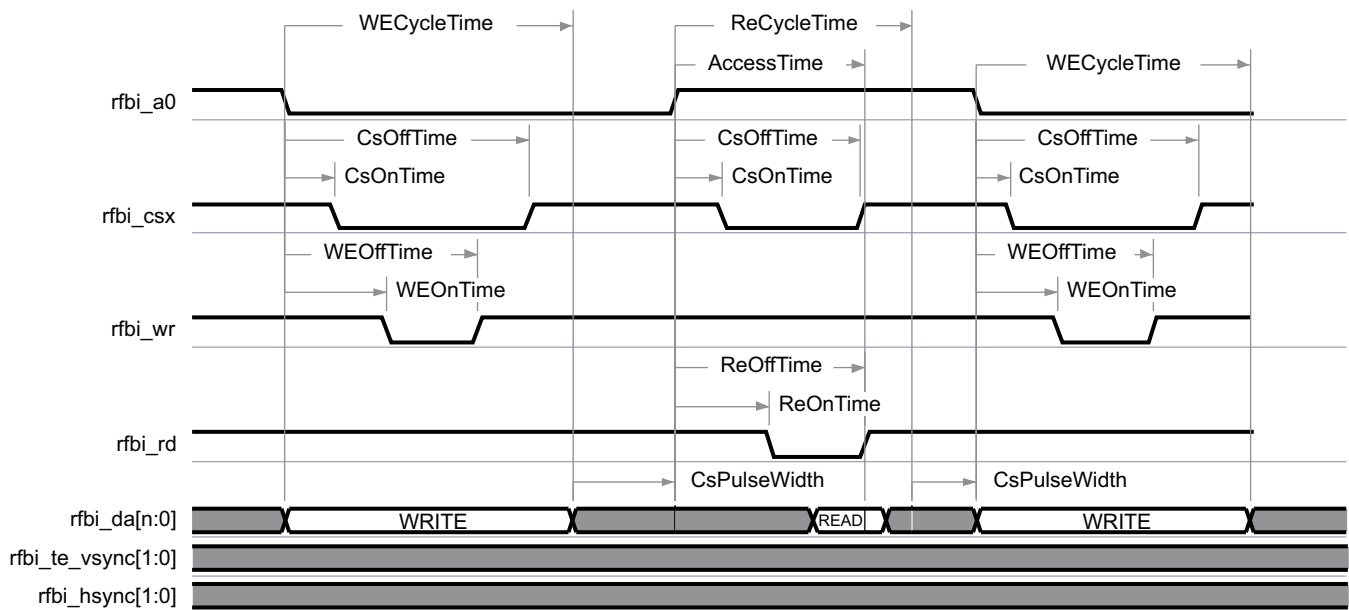 WECycleTime ReCycleTime
AccessTime WECycleTime
rfbi_a0
CsOffTime CsOffTime CsOffTime
CsOnTime CsOnTime CsOnTime
rfbi_csx
WEOffTime WEOffTime
WEOnTime WEOnTime
rfbi_wr
ReOffTime
ReOnTime
rfbi_rd
CsPulseWidth CsPulseWidth
rfbi_da[n:0] WRITE READ WRITE
rfbi_te_vsync[1:0]
rfbi_hsync[1:0]